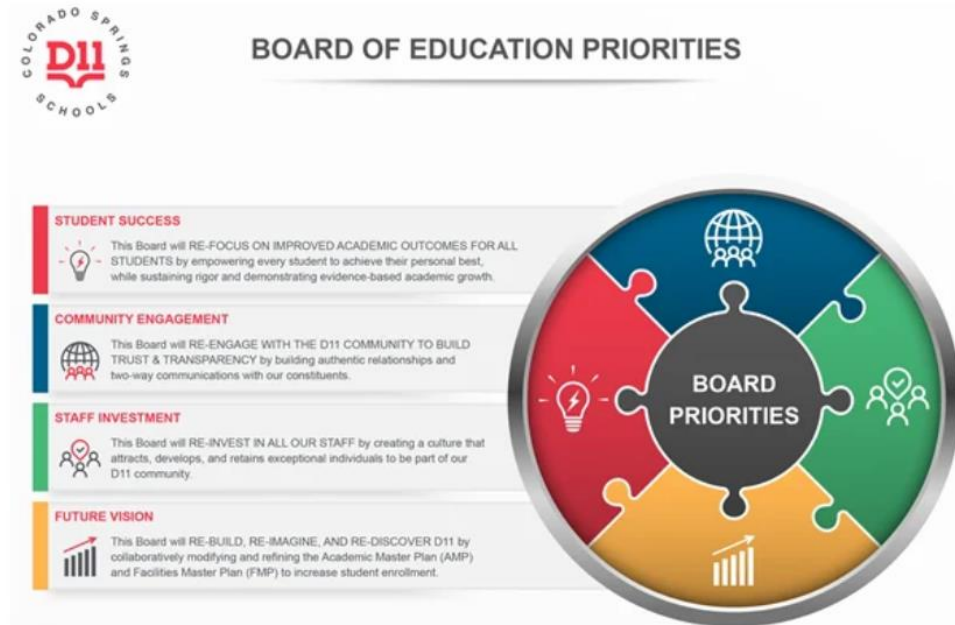 COLORADO SPRINGS
D11
SCHOOLS
BOARD OF EDUCATION PRIORITIES
STUDENT SUCCESS
This Board will RE-FOCUS ON IMPROVED ACADEMIC OUTCOMES FOR ALL
STUDENTS by empowering every student to achieve their personal best,
while sustaining rigor and demonstrating evidence-based academic growth.
COMMUNITY ENGAGEMENT
This Board will RE-ENGAGE WITH THE D11 COMMUNITY TO BUILD
TRUST & TRANSPARENCY by building authentic relationships and
two-way communications with our constituents.
STAFF INVESTMENT
This Board will RE-INVEST IN ALL OUR STAFF by creating a culture that
attracts, develops, and retains exceptional individuals to be part of our
D11 community.
FUTURE VISION
This Board will RE-BUILD, RE-IMAGINE, AND RE-DISCOVER D11 by
collaboratively modifying and refining the Academic Master Plan (AMP)
and Facilities Master Plan (FMP) to increase student enrollment.
BOARD
PRIORITIES